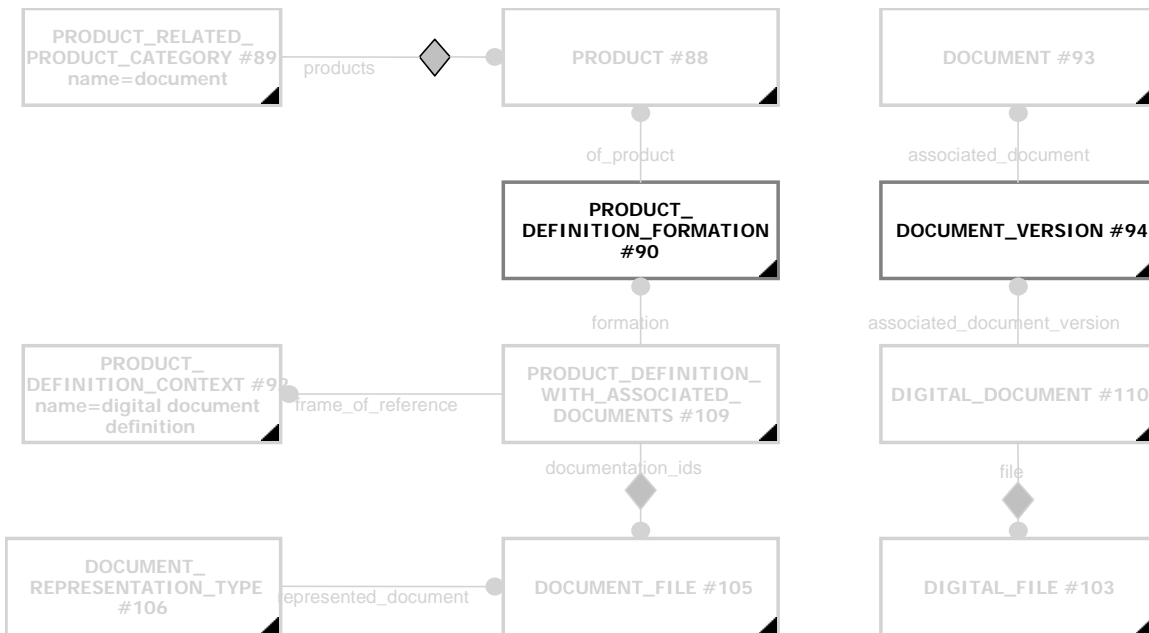 PRODUCT_RELATED_
PRODUCT_CATEGORY #89
name=document
products
PRODUCT #88
DOCUMENT #93
of_product
associated_document
PRODUCT_
DEFINITION_FORMATION
#90
DOCUMENT_VERSION #94
formation
associated_document_version
PRODUCT_
DEFINITION_CONTEXT #92
name=digital document
definition
frame_of_reference
PRODUCT_DEFINITION_
WITH_ASSOCIATED_
DOCUMENTS #109
DIGITAL_DOCUMENT #110
documentation_ids
file
DOCUMENT_
REPRESENTATION_TYPE
#106
represented_document
DOCUMENT_FILE #105
DIGITAL_FILE #103